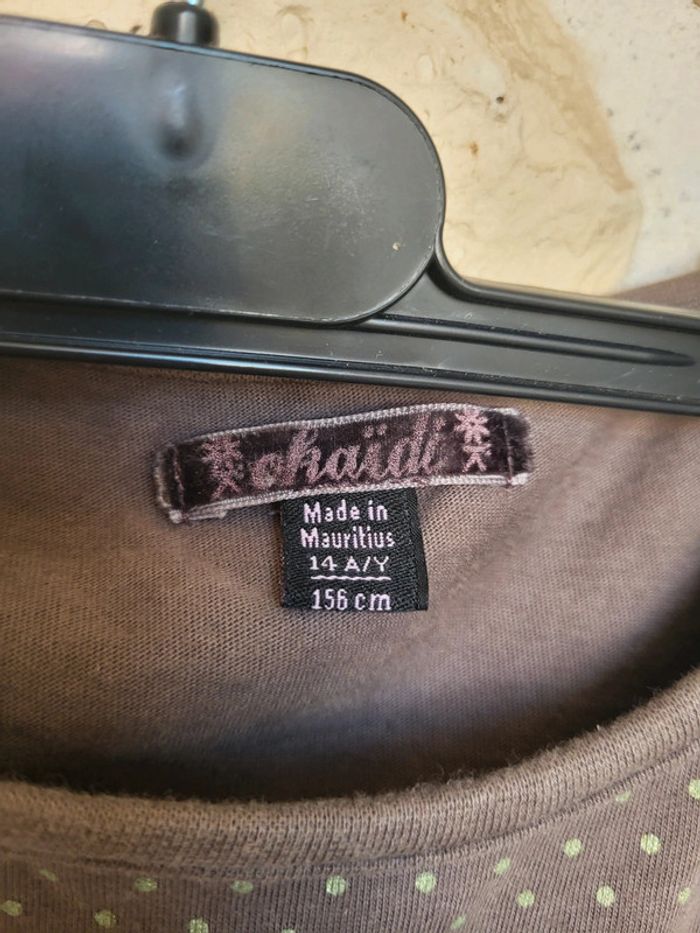 okaïdi
Made in
Mauritius
14 A/Y
156 cm